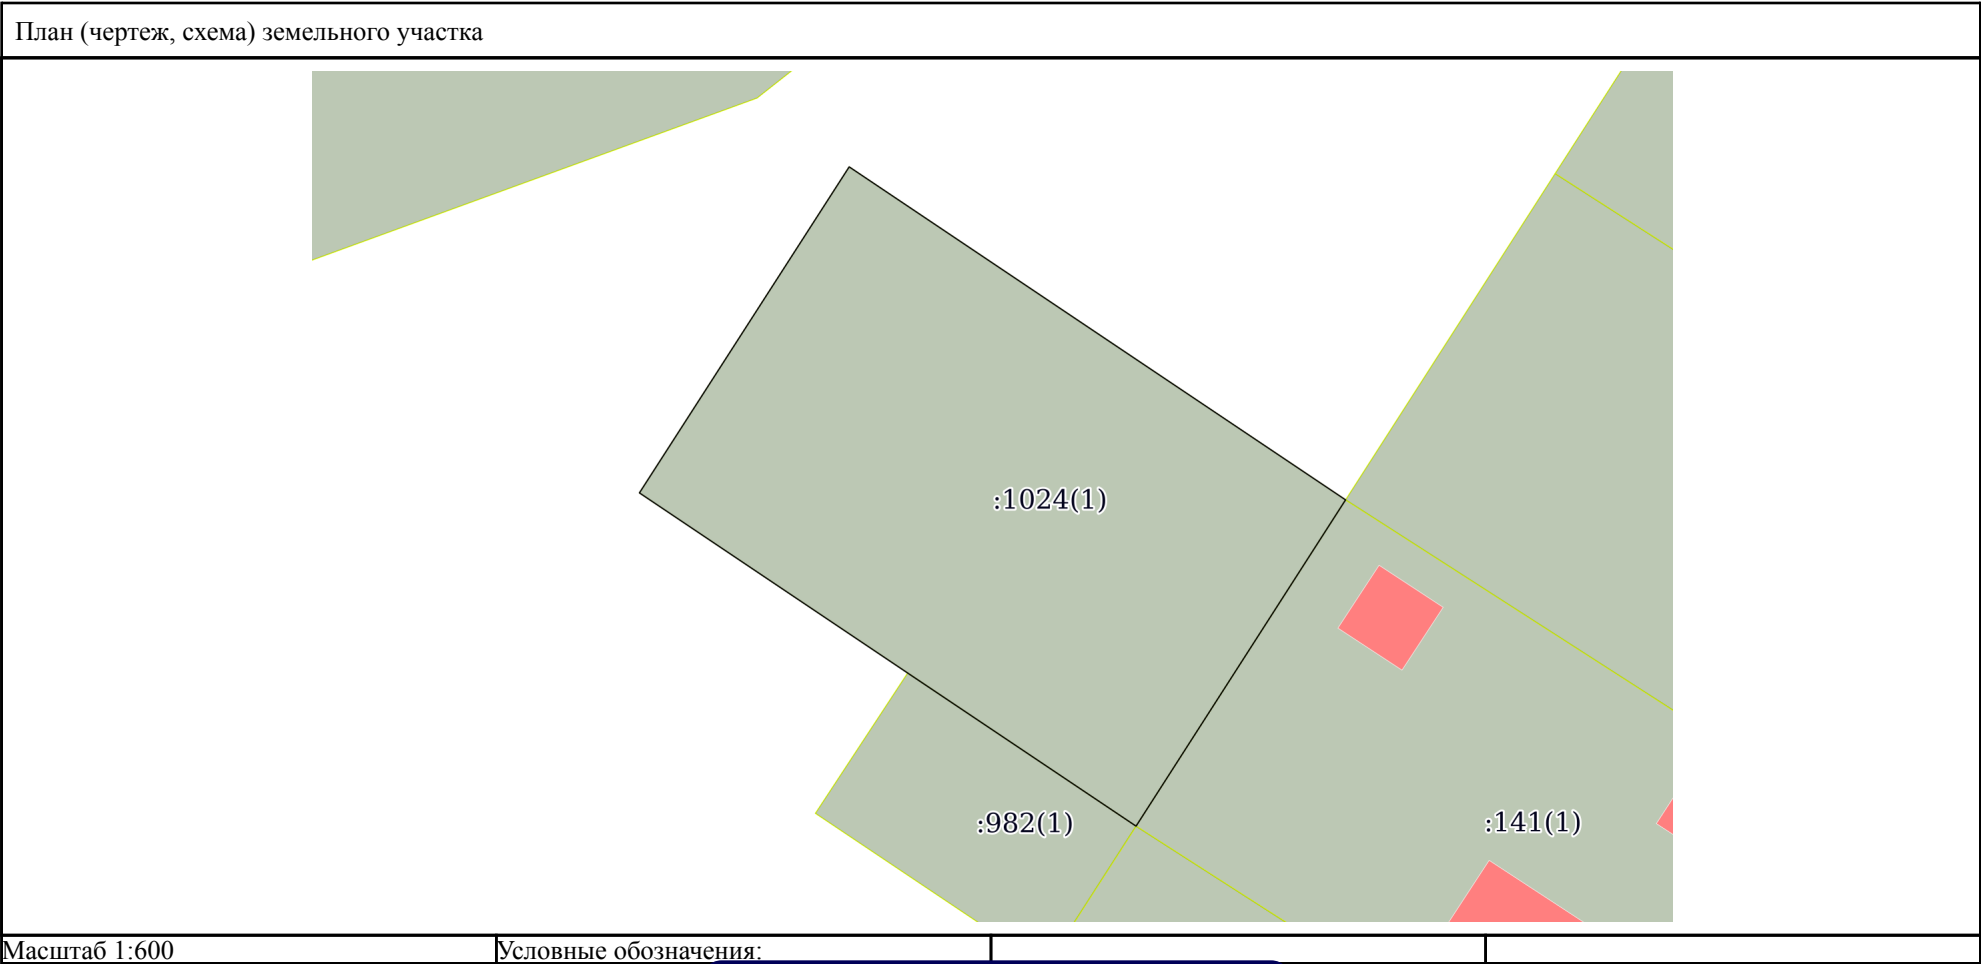 План (чертеж, схема) земельного участка
:1024(1)
:982(1)
:141(1)
Масштаб 1:600
Условные обозначения: